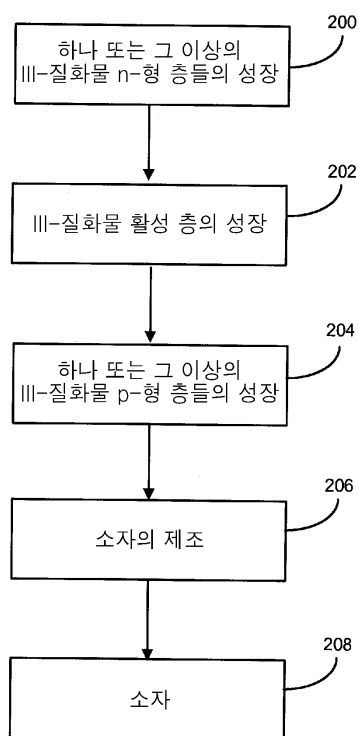 200
하나 또는 그 이상의
III-질화물 n-형 층들의 성장
202
III-질화물 활성 층의 성장
204
하나 또는 그 이상의
III-질화물 p-형 층들의 성장
206
소자의 제조
208
소자